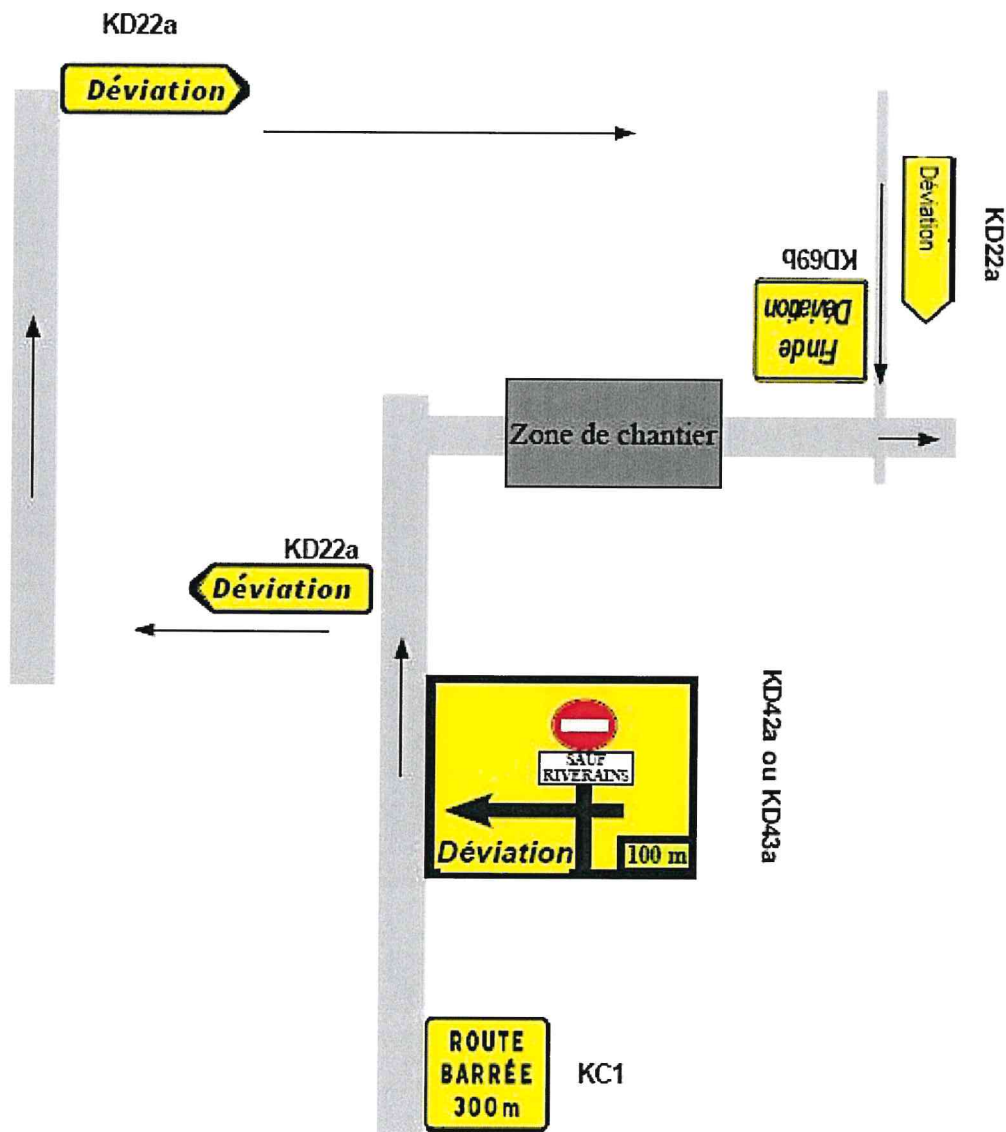 KD22a
Déviation
Déviation
KD22a
KD69b
Fin de
Déviation
Zone de chantier
KD22a
Déviation
SAUF
RIVERAINS
Déviation
100 m
KD42a ou KD43a
ROUTE
BARRÉE
300 m
KC1